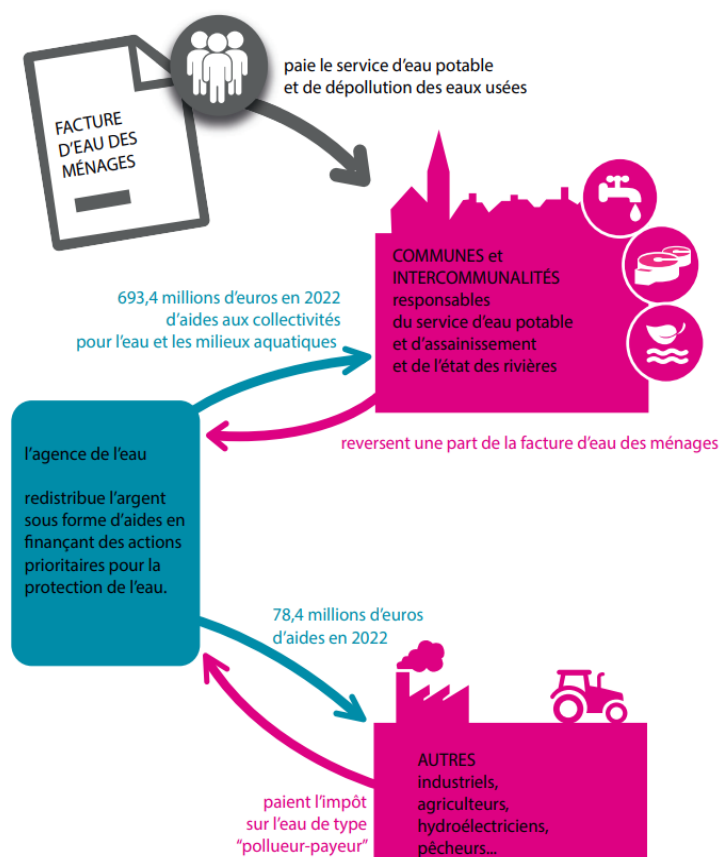 paie le service d’eau potable
et de dépollution des eaux usées
FACTURE
D’EAU DES
MÉNAGES
COMMUNES et
INTERCOMMUNALITÉS
responsables
du service d’eau potable
et d’assainissement
et de l’état des rivières
693,4 millions d’euros en 2022
d’aides aux collectivités
pour l’eau et les milieux aquatiques
reversent une part de la facture d’eau des ménages
l’agence de l’eau
redistribue l’argent
sous forme d’aides en
finançant des actions
prioritaires pour la
protection de l’eau.
78,4 millions d’euros
d’aides en 2022
AUTRES
industriels,
agriculteurs,
hydroélectriciens,
pêcheurs...
paient l’impôt
sur l’eau de type
“pollueur-payeur”